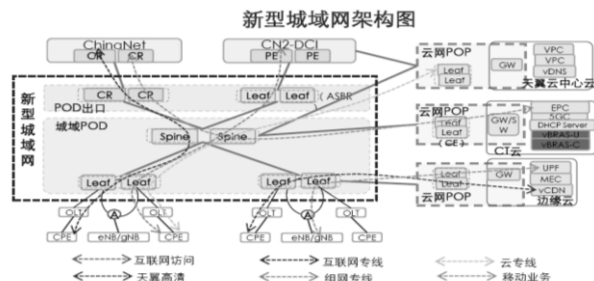 新型城域网架构图
ChinaNet
CR CR
CN2-DCI
PE PE
云网POP
Leaf
Leaf
GW
VPC
VPC
vDNS
天翼云中心云
新型城域网
CR CR
POD出口
Leaf Leaf (ASBR
城域POD
Spine Spine
云网POP
Leaf
Leaf
(CE)
GW/S
W
CT云
EPC
5GC
DHCP Server
vBRAS-U
vBRAS-C
Leaf Leaf
Leaf Leaf
Leaf
Leaf
云网POP
GW
UPF
MEC
vCDN
边缘云
OLT A OLT
OLT A OLT
CPE eNB/gNB CPE
CPE eNB/gNB CPE
互联网访问 互联网专线 云专线
天翼高清 组网专线 移动业务